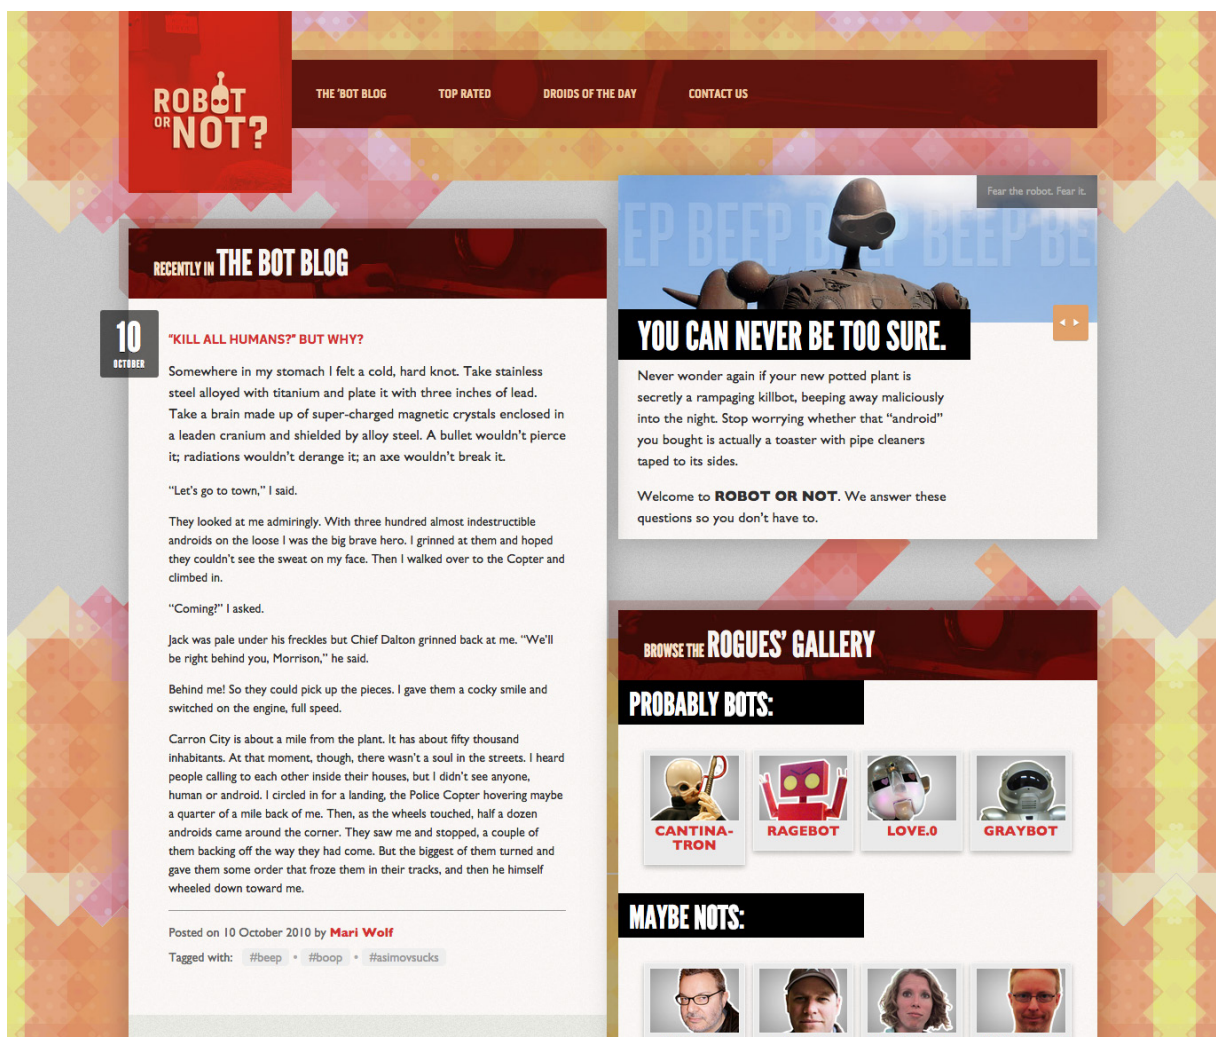 ROBOT
OR NOT?
THE 'BOT BLOG
TOP RATED
DROIDS OF THE DAY
CONTACT US
RECENTLY IN THE BOT BLOG
10
OCTOBER
“KILL ALL HUMANS?” BUT WHY?
Somewhere in my stomach I felt a cold, hard knot. Take stainless
steel alloyed with titanium and plate it with three inches of lead.
Take a brain made up of super-charged magnetic crystals enclosed in
a leaden cranium and shielded by alloy steel. A bullet wouldn’t pierce
it; radiations wouldn’t derange it; an axe wouldn’t break it.
“Let’s go to town,” I said.
They looked at me admiringly. With three hundred almost indestructible
androids on the loose I was the big brave hero. I grinned at them and hoped
they couldn’t see the sweat on my face. Then I walked over to the Copter and
climbed in.
“Coming?” I asked.
Jack was pale under his freckles but Chief Dalton grinned back at me. “We’ll
be right behind you, Morrison,” he said.
Behind me! So they could pick up the pieces. I gave them a cocky smile and
switched on the engine, full speed.
Carron City is about a mile from the plant. It has about fifty thousand
inhabitants. At that moment, though, there wasn’t a soul in the streets. I heard
people calling to each other inside their houses, but I didn’t see anyone,
human or android. I circled in for a landing, the Police Copter hovering maybe
a quarter of a mile back of me. Then, as the wheels touched, half a dozen
androids came around the corner. They saw me and stopped, a couple of
them backing off the way they had come. But the biggest of them turned and
gave them some order that froze them in their tracks, and then he himself
wheeled down toward me.
Posted on 10 October 2010 by Mari Wolf
Tagged with: #beep • #boop • #asimovsucks
Fear the robot. Fear it.
EP BEEP BEEP BEEP BE
YOU CAN NEVER BE TOO SURE.
Never wonder again if your new potted plant is
secretly a rampaging killbot, beeping away maliciously
into the night. Stop worrying whether that “android”
you bought is actually a toaster with pipe cleaners
taped to its sides.
Welcome to ROBOT OR NOT. We answer these
questions so you don’t have to.
BROWSE THE ROGUES’ GALLERY
PROBABLY BOTS:
CANTINA-
TRON
RAGEBOT
LOVE.0
GRAYBOT
MAYBE NOTS: